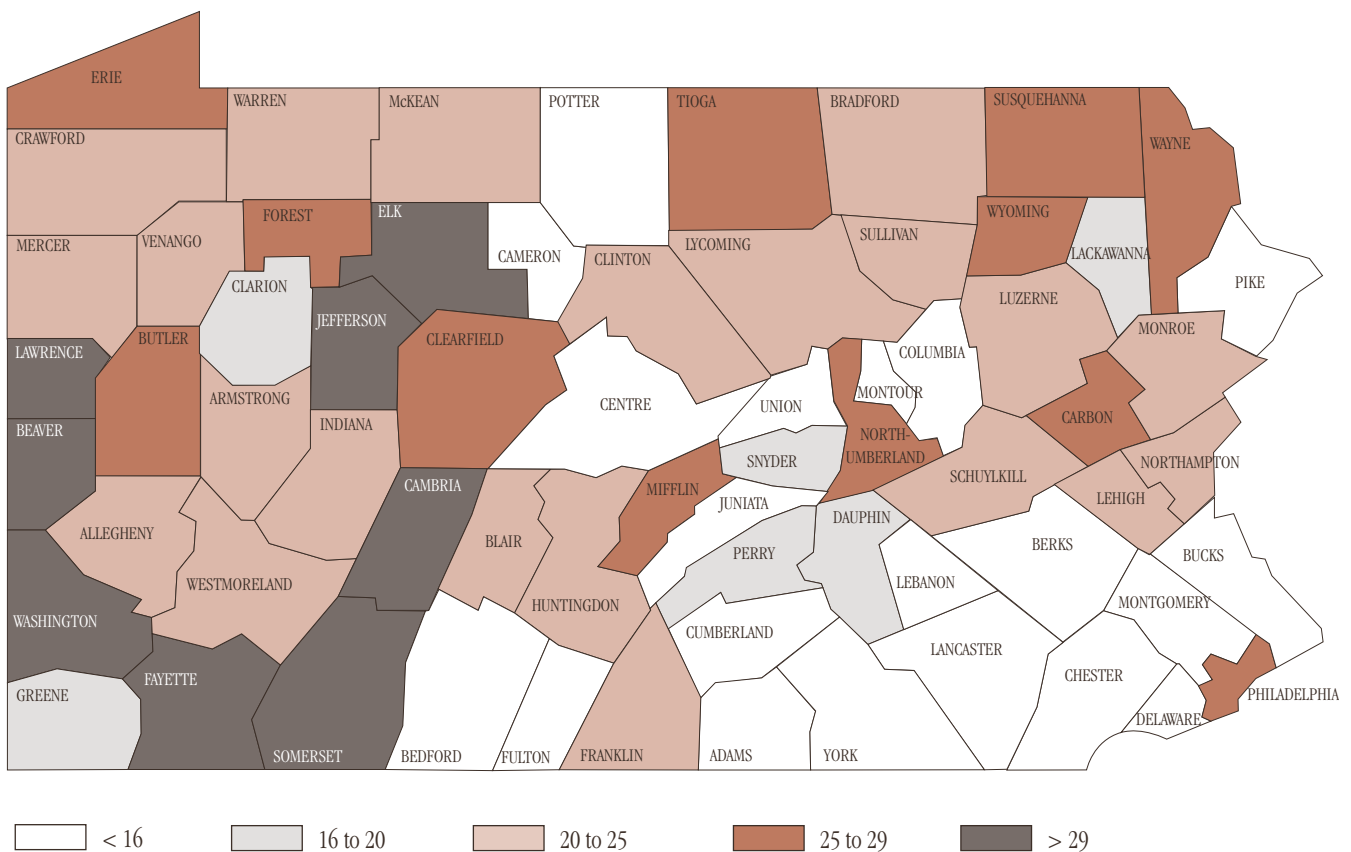 ERIE
WARREN
McKEAN
POTTER
TIOGA
BRADFORD
SUSQUEHANNA
CRAWFORD
WAYNE
FOREST
ELK
WYOMING
MERCER
VENANGO
CAMERON
CLINTON
LYCOMING
SULLIVAN
LACKAWANNA
CLARION
PIKE
LUZERNE
JEFFERSON
MONROE
BUTLER
CLEARFIELD
LAWRENCE
COLUMBIA
ARMSTRONG
CENTRE
UNION
MONTOUR
CARBON
BEAVER
INDIANA
NORTH-
UMBERLAND
SNYDER
NORTHAMPTON
SCHUYLKILL
CAMBRIA
MIFFLIN
LEHIGH
JUNIATA
DAUPHIN
ALLEGHENY
BLAIR
PERRY
BERKS
BUCKS
WESTMORELAND
LEBANON
HUNTINGDON
MONTGOMERY
WASHINGTON
CUMBERLAND
LANCASTER
FAYETTE
CHESTER
GREENE
PHILADELPHIA
DELAWARE
SOMERSET
BEDFORD
FULTON
FRANKLIN
ADAMS
YORK
< 16
16 to 20
20 to 25
25 to 29
> 29